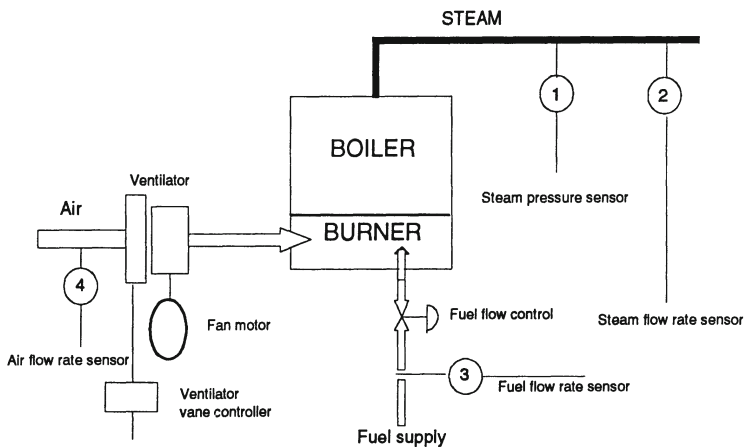 STEAM
1
2
BOILER
Steam pressure sensor
Ventilator
Air
BURNER
4
Fan motor
Fuel flow control
Steam flow rate sensor
Air flow rate sensor
3
Fuel flow rate sensor
Ventilator
vane controller
Fuel supply